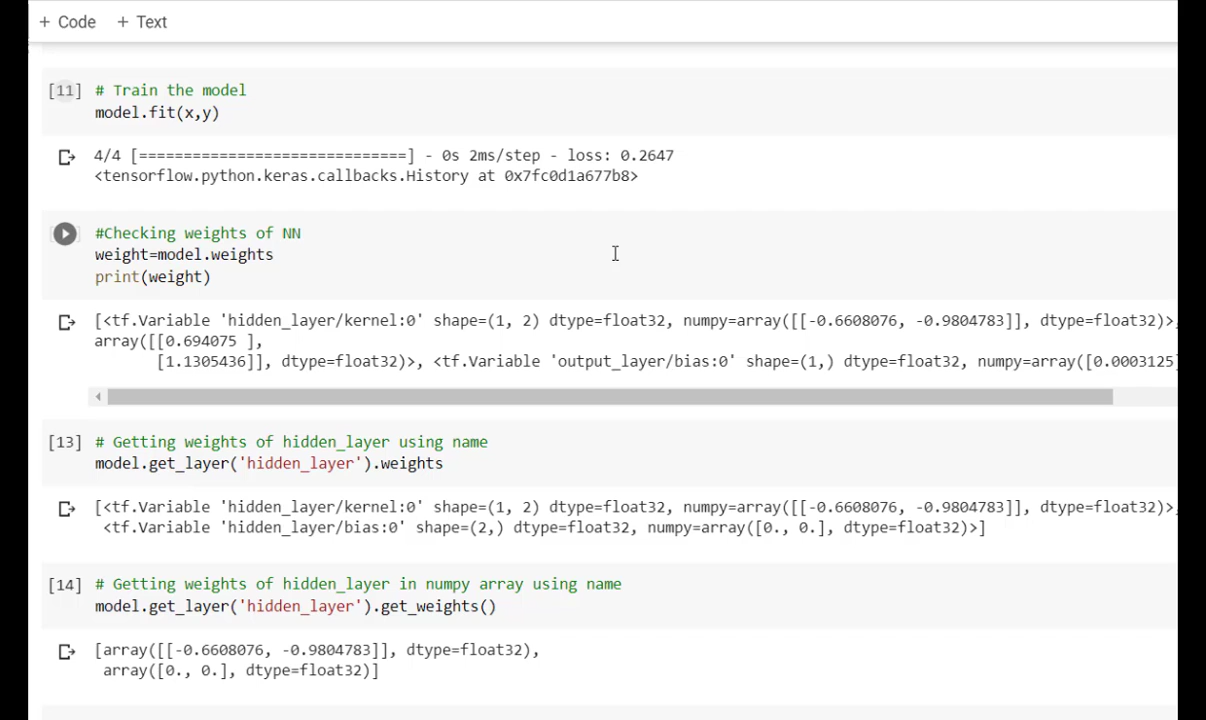 + Code + Text
[11] # Train the model
model.fit(x,y)
4/4 [==============================] - 0s 2ms/step - loss: 0.2647
<tensorflow.python.keras.callbacks.History at 0x7fc0d1a677b8>
#Checking weights of NN
weight=model.weights
print(weight)
[<tf.Variable 'hidden_layer/kernel:0' shape=(1, 2) dtype=float32, numpy=array([[-0.6608076, -0.9804783]], dtype=float32)>,
array([[0.694075 ],
[1.1305436]], dtype=float32)>, <tf.Variable 'output_layer/bias:0' shape=(1,) dtype=float32, numpy=array([0.0003125]
[13] # Getting weights of hidden_layer using name
model.get_layer('hidden_layer').weights
[<tf.Variable 'hidden_layer/kernel:0' shape=(1, 2) dtype=float32, numpy=array([[-0.6608076, -0.9804783]], dtype=float32)>,
<tf.Variable 'hidden_layer/bias:0' shape=(2,) dtype=float32, numpy=array([0., 0.], dtype=float32)>]
[14] # Getting weights of hidden_layer in numpy array using name
model.get_layer('hidden_layer').get_weights()
[array([[-0.6608076, -0.9804783]], dtype=float32),
array([0., 0.], dtype=float32)]